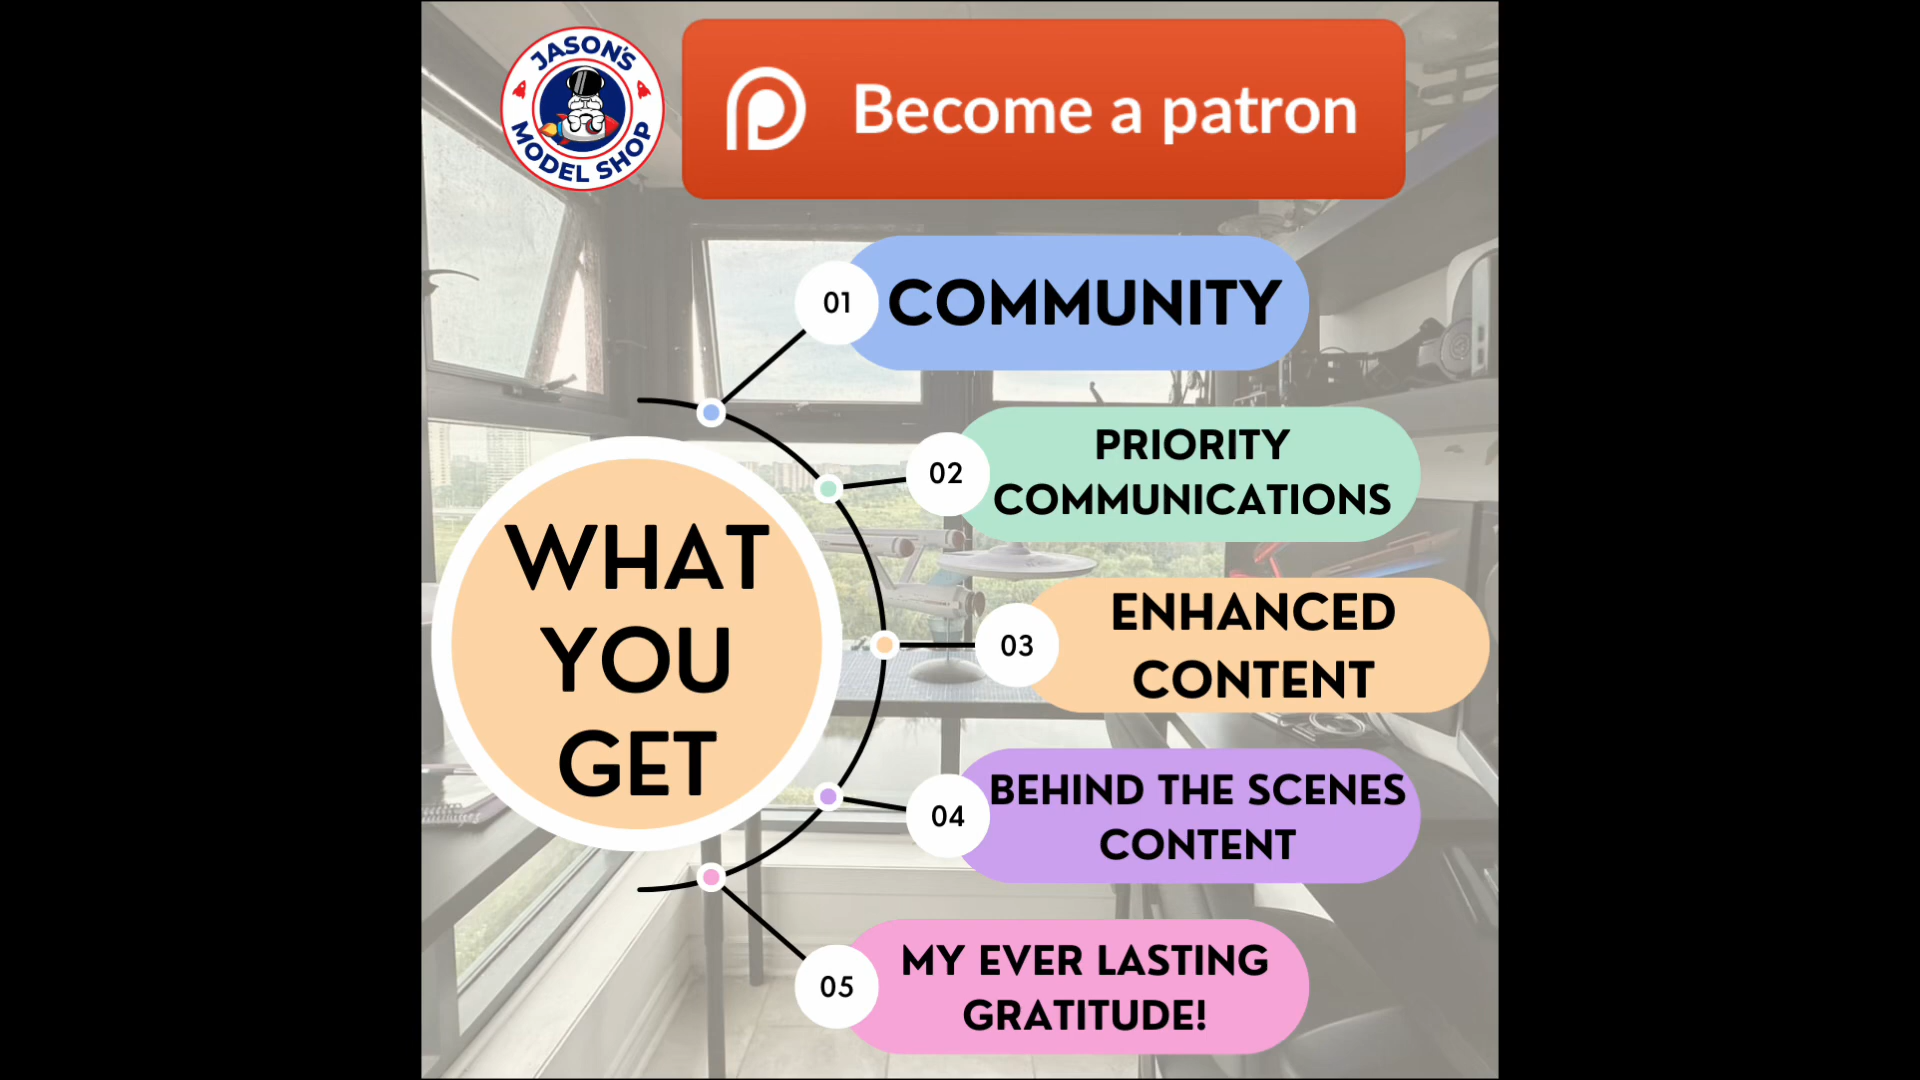 JASON'S
MODEL SHOP
Become a patron
WHAT
YOU
GET
01
COMMUNITY
02
PRIORITY
COMMUNICATIONS
03
ENHANCED
CONTENT
04
BEHIND THE SCENES
CONTENT
05
MY EVER LASTING
GRATITUDE!